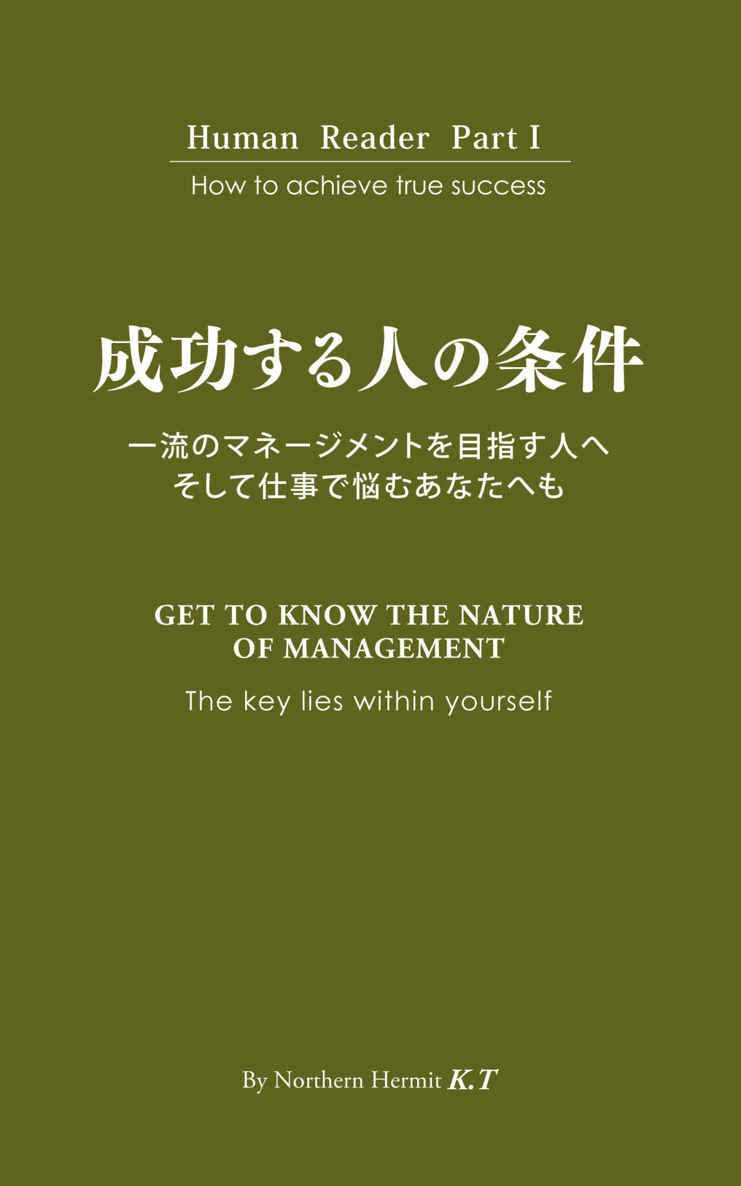 Human Reader Part I
How to achieve true success
成功する人の条件
一流のマネージメントを目指す人へ
そして仕事で悩むあなたへも
GET TO KNOW THE NATURE
OF MANAGEMENT
The key lies within yourself
By Northern Hermit K.T